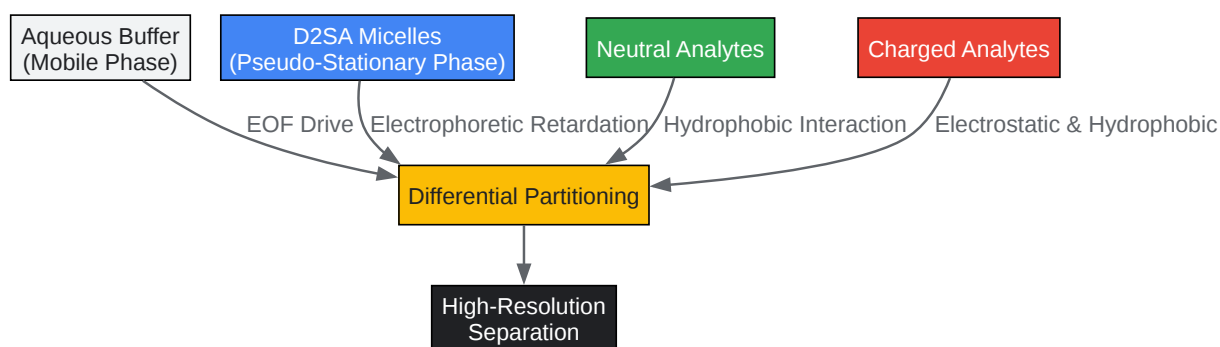 Aqueous Buffer
(Mobile Phase)
D2SA Micelles
(Pseudo-Stationary Phase)
Neutral Analytes
Charged Analytes
EOF Drive
Electrophoretic Retardation
Hydrophobic Interaction
Electrostatic & Hydrophobic
Differential Partitioning
High-Resolution
Separation